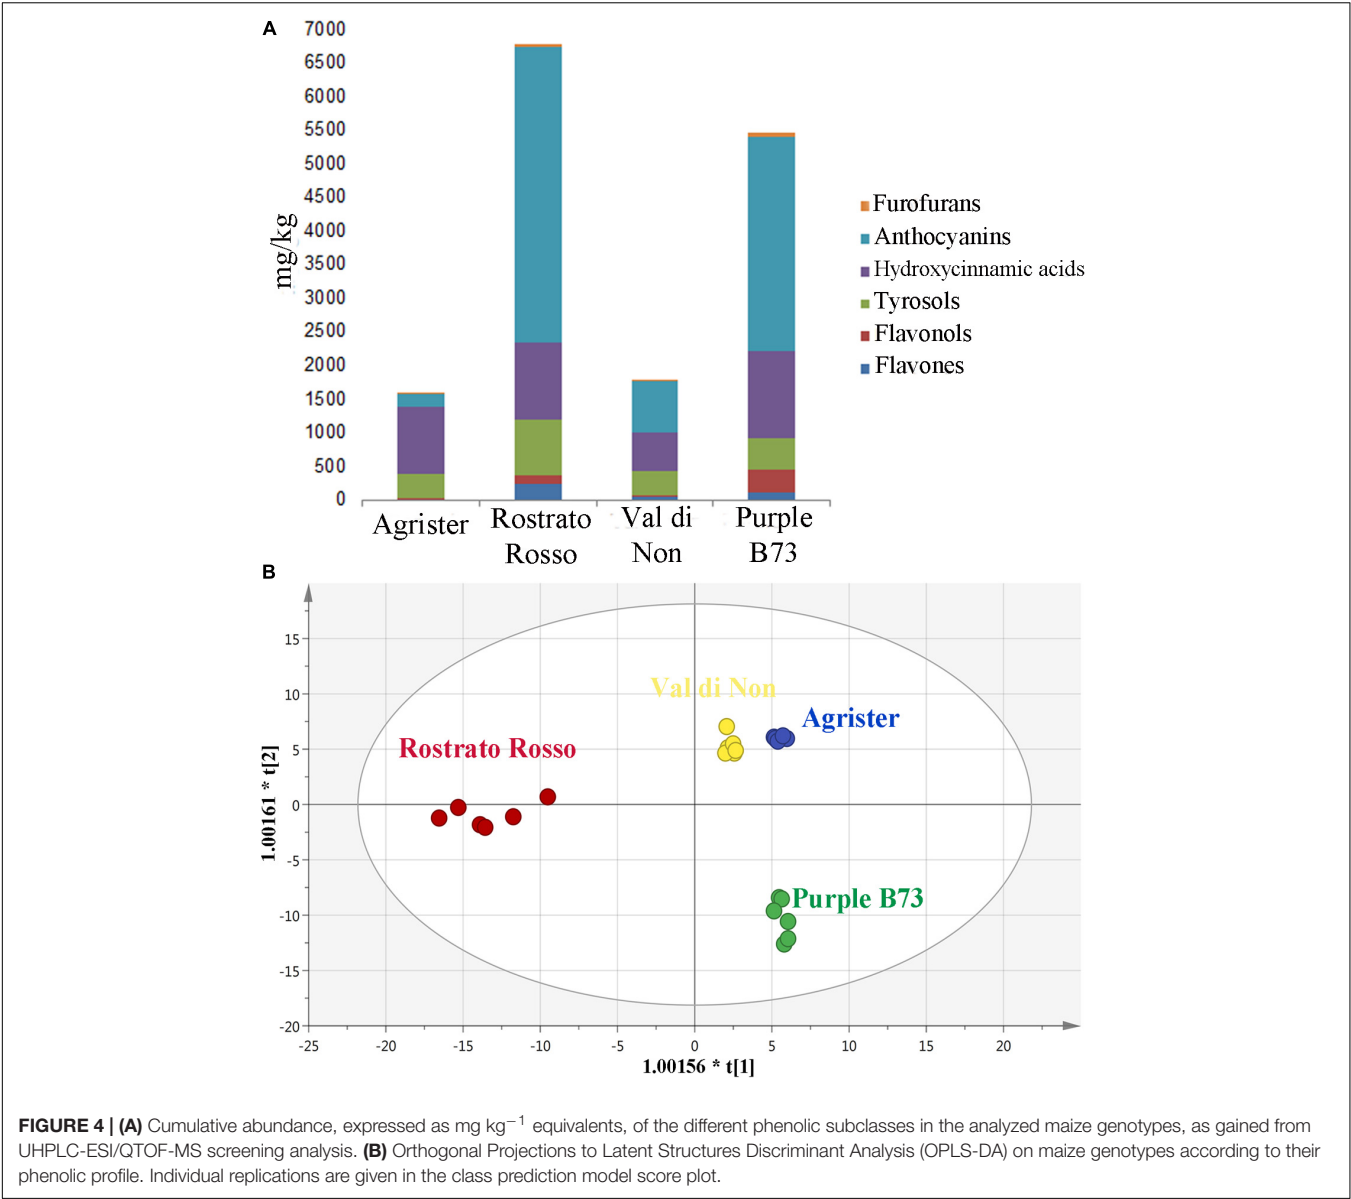 A
7000
6500
6000
5500
5000
4500
4000
3500
3000
2500
2000
1500
1000
500
0
mg/kg
Furofurans
Anthocyanins
Hydroxycinnamic acids
Tyrosols
Flavonols
Flavones
Agrister
Rostrato
Rosso
Val di
Non
Purple
B73
B
15
10
5
0
-5
-10
-15
-20
1.00161 * t[2]
Val di Non
Agrister
Rostrato Rosso
Purple B73
-25 -20 -15 -10 -5 0 5 10 15 20
1.00156 * t[1]
FIGURE 4 | (A) Cumulative abundance, expressed as mg kg−1 equivalents, of the different phenolic subclasses in the analyzed maize genotypes, as gained from
UHPLC-ESI/QTOF-MS screening analysis. (B) Orthogonal Projections to Latent Structures Discriminant Analysis (OPLS-DA) on maize genotypes according to their
phenolic profile. Individual replications are given in the class prediction model score plot.